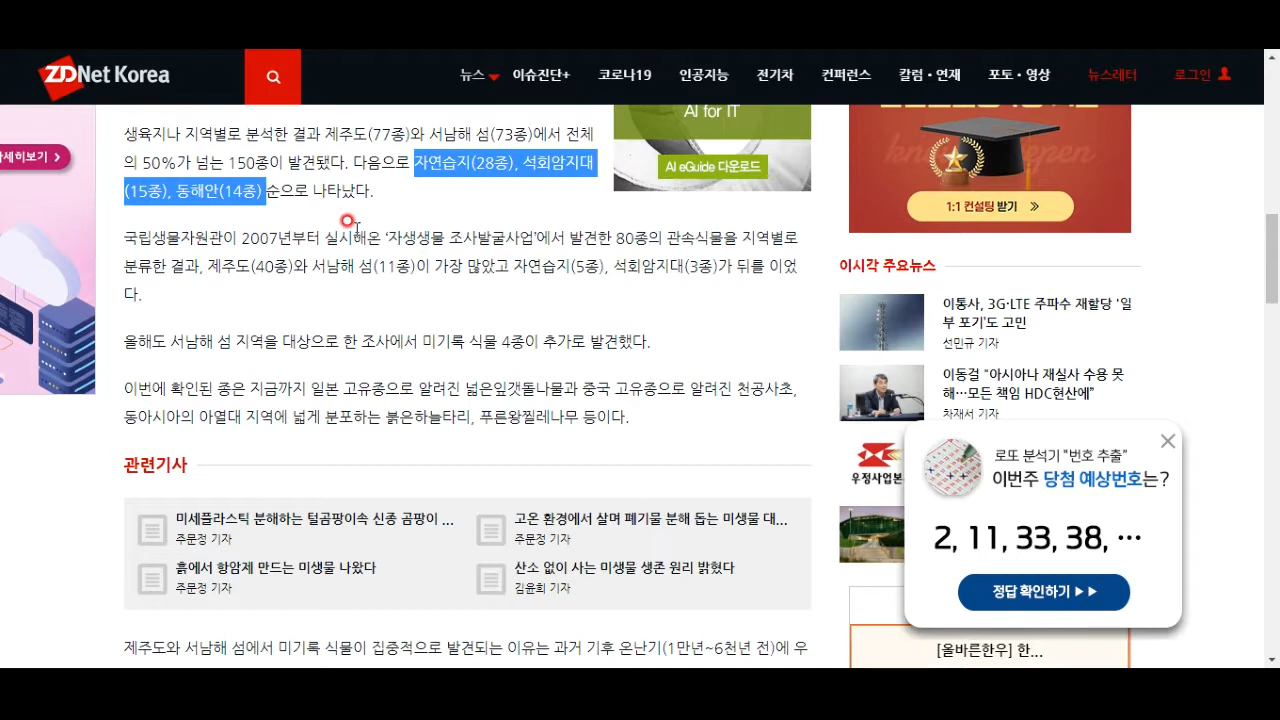 ZDNet Korea
뉴스
이슈진단+
코로나19
인공지능
전기차
컨퍼런스
칼럼・연재
포토・영상
뉴스레터
로그인
세히보기 >
생육지나 지역별로 분석한 결과 제주도(77종)와 서남해 섬(73종)에서 전체
의 50%가 넘는 150종이 발견됐다. 다음으로 자연습지(28종), 석회암지대
(15종), 동해안(14종) 순으로 나타났다.
AI for IT
AI eGuide 다운로드
1:1 컨설팅 받기
국립생물자원관이 2007년부터 실시해온 ‘자생생물 조사발굴사업’에서 발견한 80종의 관속식물을 지역별로
분류한 결과, 제주도(40종)와 서남해 섬(11종)이 가장 많았고 자연습지(5종), 석회암지대(3종)가 뒤를 이었
다.
올해도 서남해 섬 지역을 대상으로 한 조사에서 미기록 식물 4종이 추가로 발견했다.
이번에 확인된 종은 지금까지 일본 고유종으로 알려진 넓은잎갯돌나물과 중국 고유종으로 알려진 천공사초,
동아시아의 아열대 지역에 넓게 분포하는 붉은하늘타리, 푸른왕찔레나무 등이다.
관련기사
미세플라스틱 분해하는 털곰팡이속 신종 곰팡이 ...
주문정 기자
고온 환경에서 살며 폐기물 분해 돕는 미생물 대...
주문정 기자
흙에서 항암제 만드는 미생물 나왔다
주문정 기자
산소 없이 사는 미생물 생존 원리 밝혔다
김윤희 기자
제주도와 서남해 섬에서 미기록 식물이 집중적으로 발견되는 이유는 과거 기후 온난기(1만년~6천년 전)에 우
이시각 주요뉴스
이통사, 3G·LTE 주파수 재할당 '일
부 포기'도 고민
선민규 기자
이동걸 “아시아나 재실사 수용 못
해…모든 책임 HDC현산에”
차재서 기자
우정사업본
로또 분석기 "번호 추출"
이번주 당첨 예상번호는?
2, 11, 33, 38, ···
정답 확인하기 ▶▶
[올바른한우] 한...